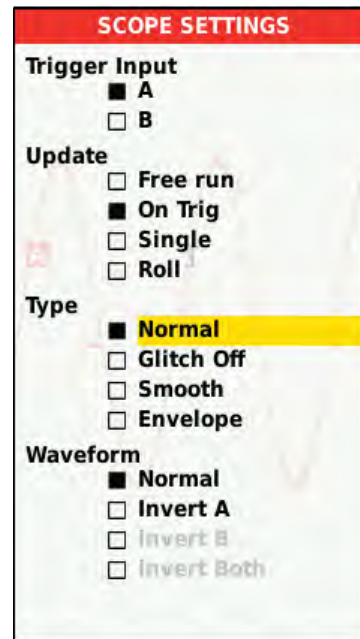 SCOPE SETTINGS
Trigger Input
A
B
Update
Free run
On Trig
Single
Roll
Type
Normal
Glitch Off
Smooth
Envelope
Waveform
Normal
Invert A
Invert B
Invert Both